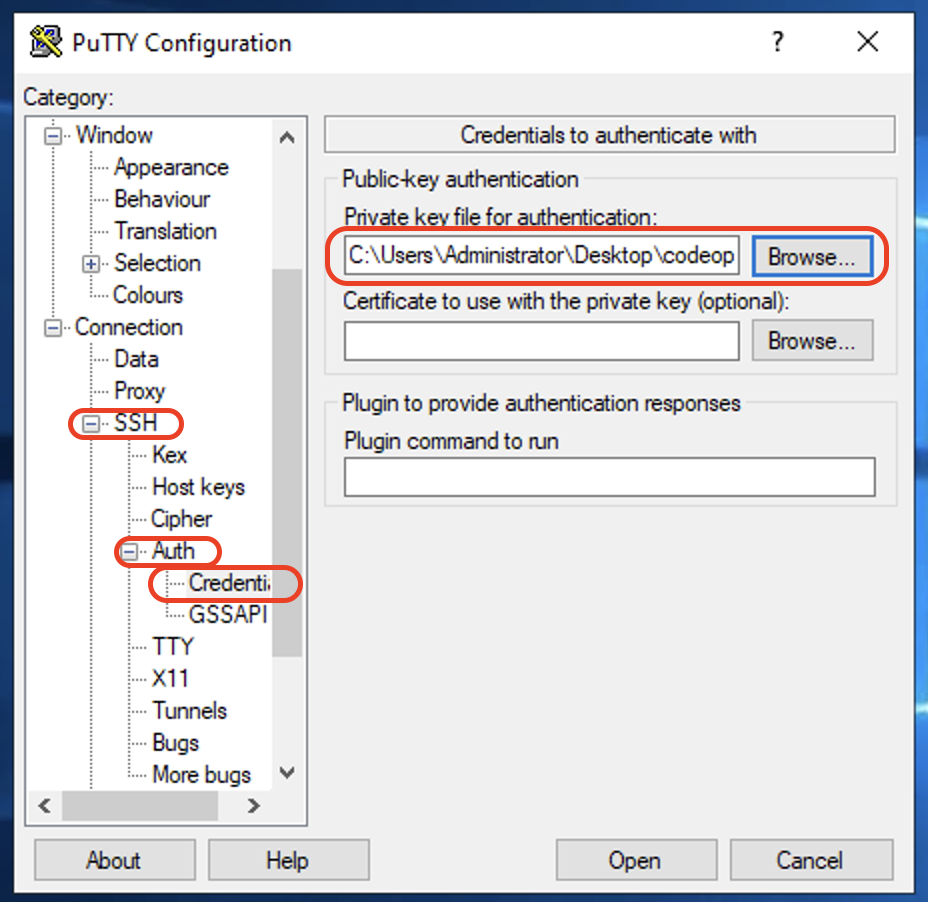 PuTTY Configuration
?
Category:
Window
Appearance
Behaviour
Translation
Selection
Colours
Connection
Data
Proxy
SSH
Kex
Host keys
Cipher
Auth
Credentia
GSSAPI
TTY
X11
Tunnels
Bugs
More bugs
Credentials to authenticate with
Public-key authentication
Private key file for authentication:
C:\Users\Administrator\Desktop\codeop
Browse...
Certificate to use with the private key (optional):
Browse...
Plugin to provide authentication responses
Plugin command to run
About
Help
Open
Cancel